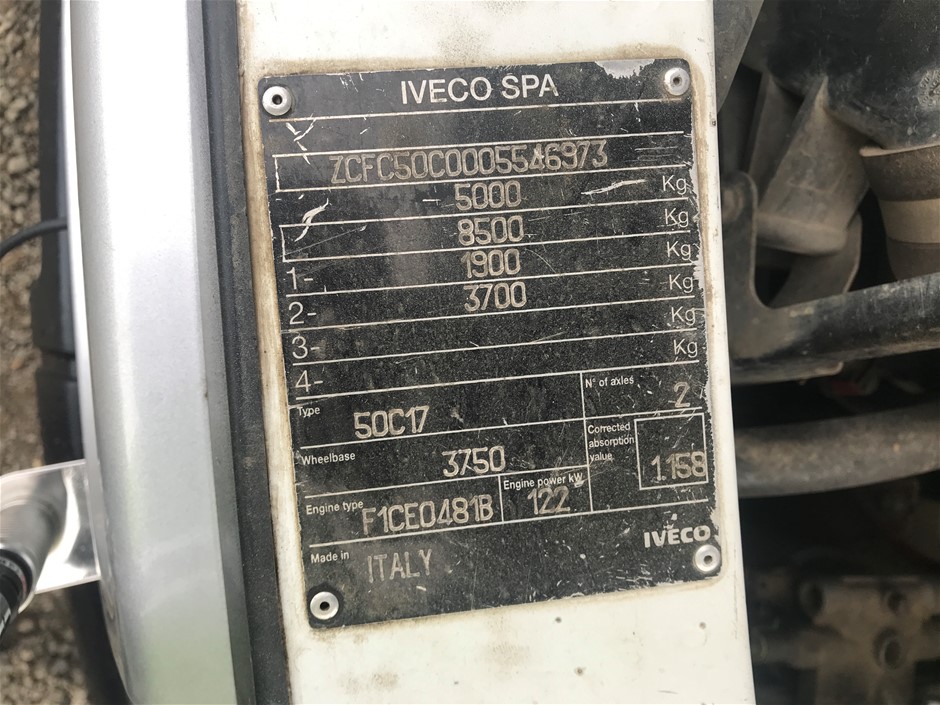 IVECO SPA
ZCFC50C0005546973
5000 Kg
8500 Kg
1- 1900 Kg
2- 3700 Kg
3- Kg
4- Kg
Type 50C17 N° of axles 2
Wheelbase 3750 Corrected absorption value 1.158
Engine type F1CE0481B Engine power kw 122
Made in ITALY IVECO